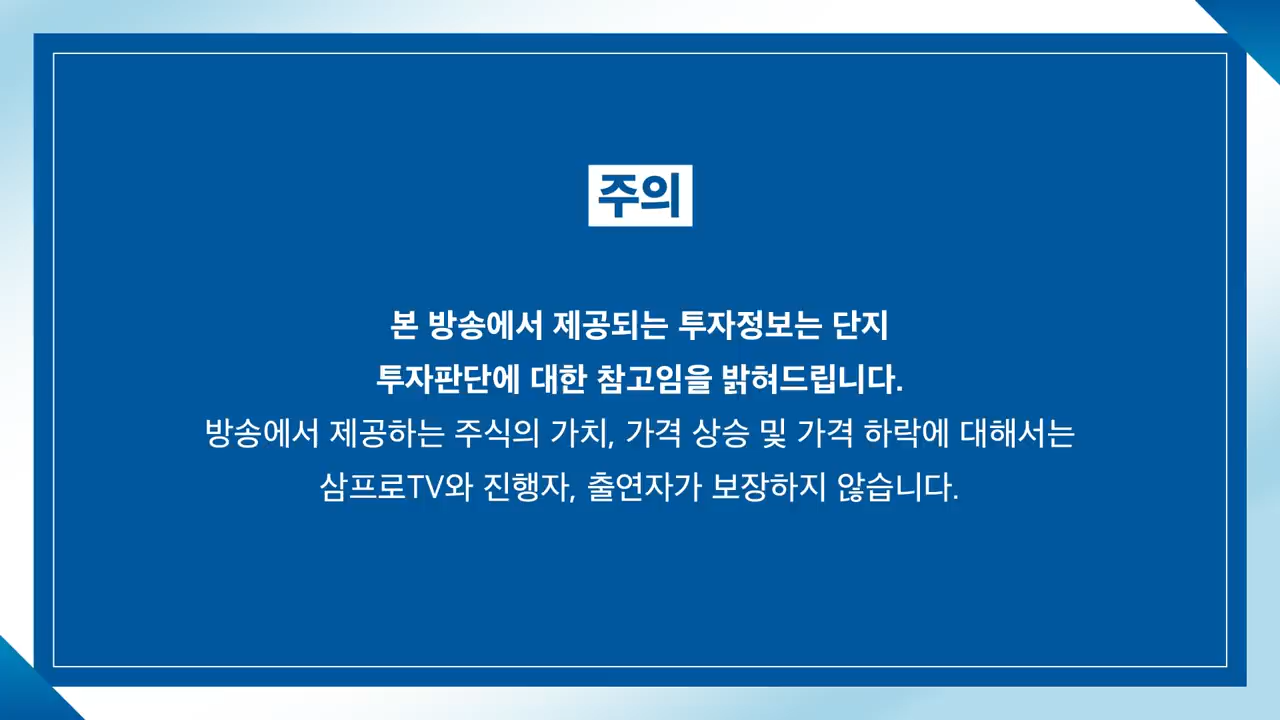 주의
본 방송에서 제공되는 투자정보는 단지
투자판단에 대한 참고임을 밝혀드립니다.
방송에서 제공하는 주식의 가치, 가격 상승 및 가격 하락에 대해서는
삼프로TV와 진행자, 출연자가 보장하지 않습니다.